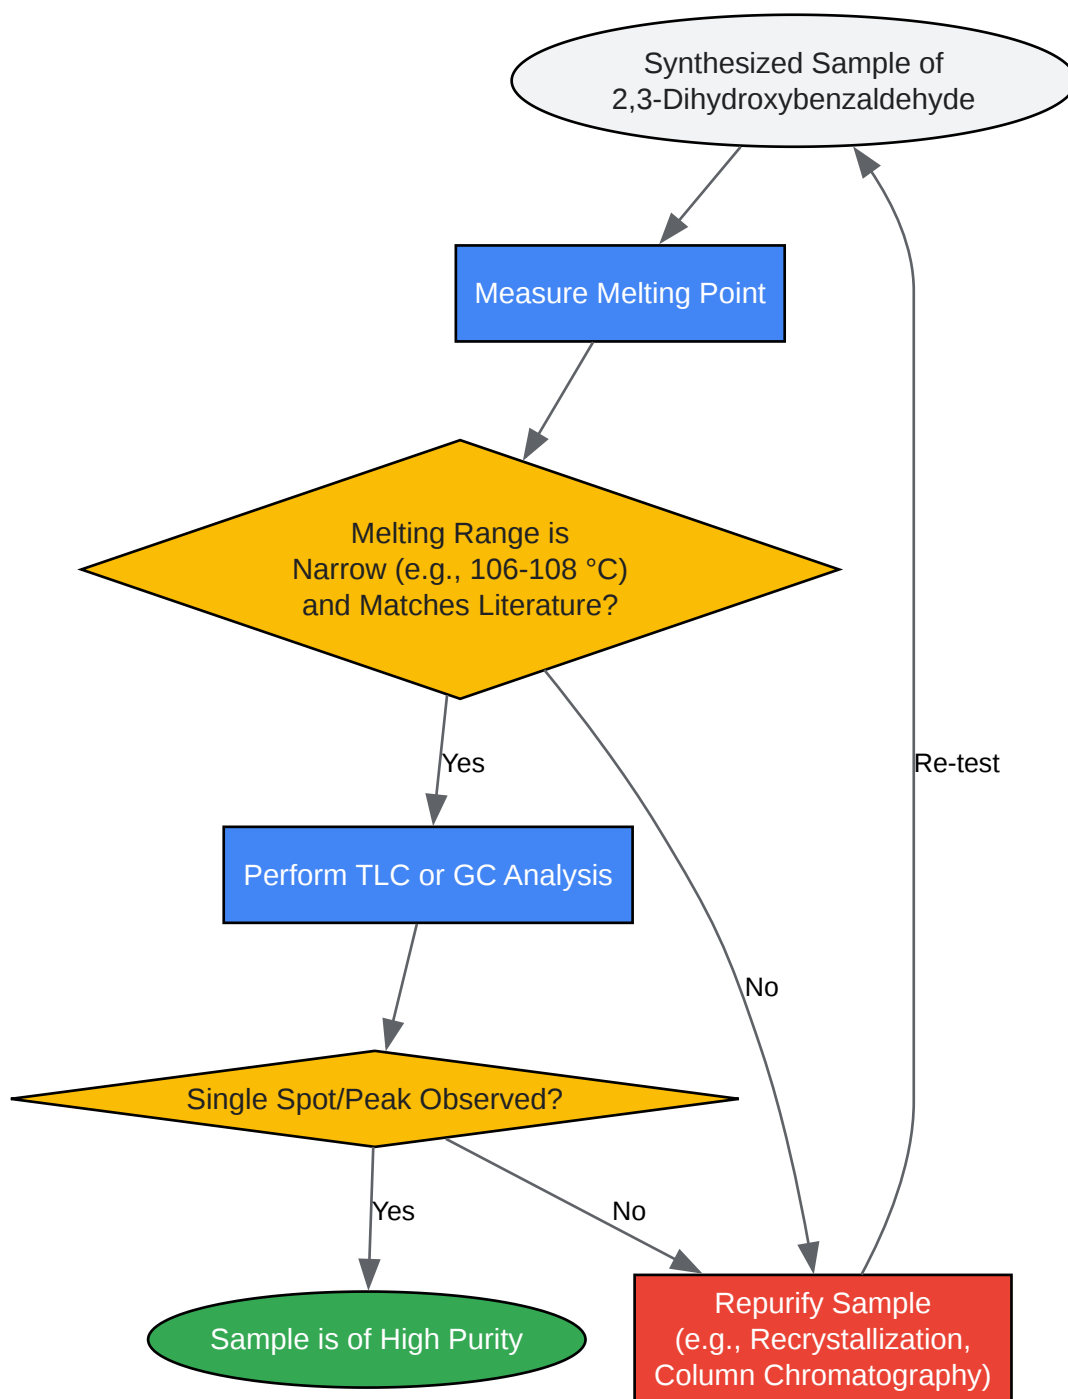 Synthesized Sample of
2,3-Dihydroxybenzaldehyde
Measure Melting Point
Melting Range is
Narrow (e.g., 106-108 °C)
and Matches Literature?
Yes
Re-test
Perform TLC or GC Analysis
No
Single Spot/Peak Observed?
Yes
No
Sample is of High Purity
Repurify Sample
(e.g., Recrystallization,
Column Chromatography)